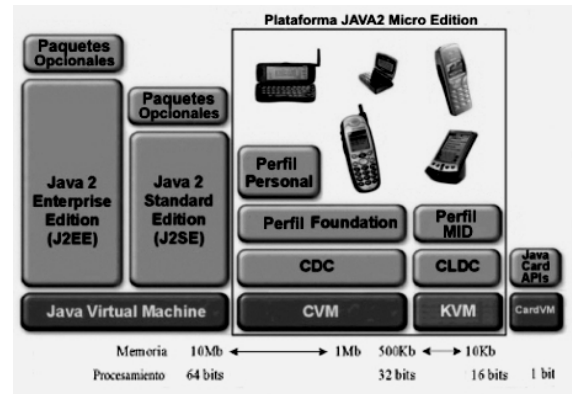 Plataforma JAVA2 Micro Edition
Paquetes
Opcionales
Paquetes
Opcionales
Java 2
Enterprise
Edition
(J2EE)
Java 2
Standard
Edition
(J2SE)
Perfil
Personal
Perfil Foundation
Perfil
MID
CDC
CLDC
Java
Card
APIs
Java Virtual Machine
CVM
KVM
CardVM
Memoria 10Mb 1Mb 500Kb 10Kb
Procesamiento 64 bits 32 bits 16 bits 1 bit